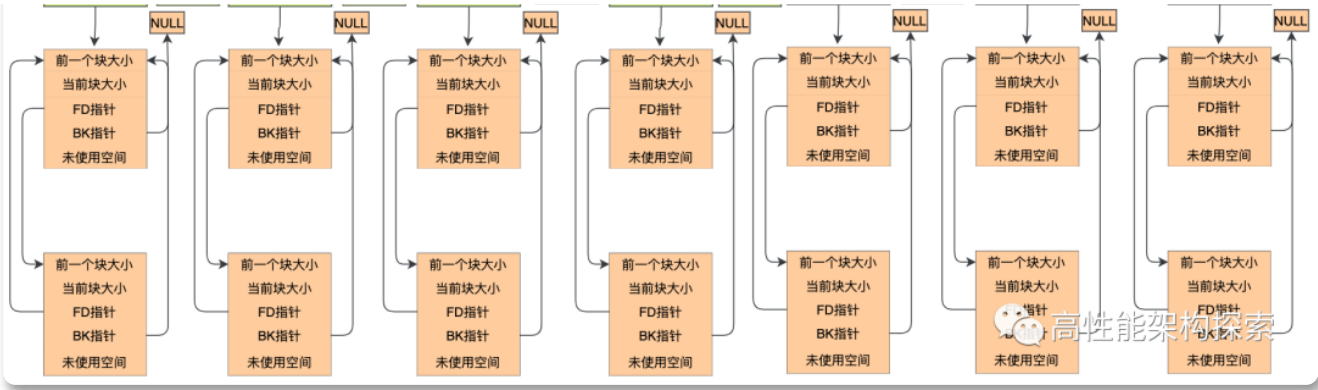 NULL NULL NULL NULL NULL NULL NULL
前一个块大小 前一个块大小 前一个块大小 前一个块大小 前一个块大小 前一个块大小 前一个块大小
当前块大小 当前块大小 当前块大小 当前块大小 当前块大小 当前块大小 当前块大小
FD指针 FD指针 FD指针 FD指针 FD指针 FD指针 FD指针
BK指针 BK指针 BK指针 BK指针 BK指针 BK指针 BK指针
未使用空间 未使用空间 未使用空间 未使用空间 未使用空间 未使用空间 未使用空间
前一个块大小 前一个块大小 前一个块大小 前一个块大小 前一个块大小 前一个块大小 前一个块大小
当前块大小 当前块大小 当前块大小 当前块大小 当前块大小 当前块大小 当前块大小
FD指针 FD指针 FD指针 FD指针 FD指针 指针 FD指针
BK指针 BK指针 BK指针 BK指针 BK指针
高性能架构探索
未使用空间 未使用空间 未使用空间 未使用空间 未使用空间 未使用空间 未使用空间